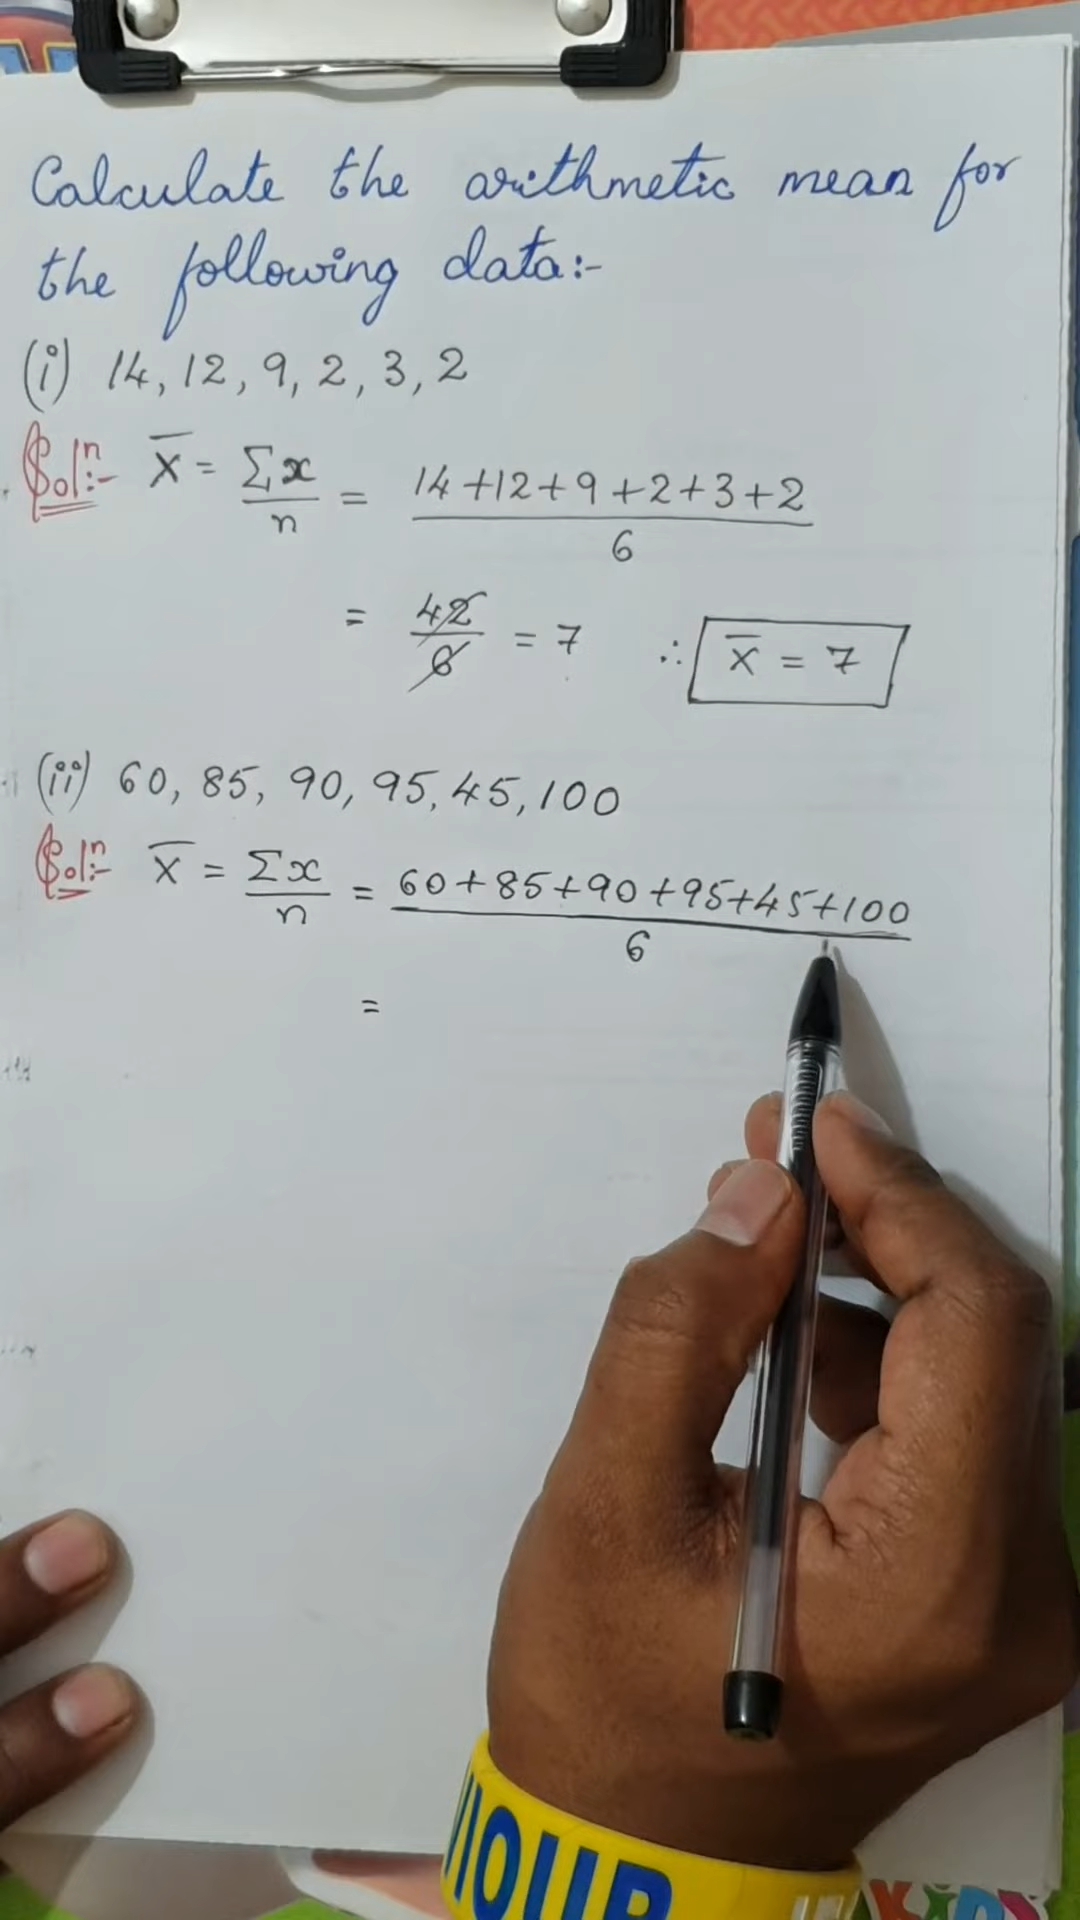 Calculate the arithmetic mean for
the following data:-
(i) 14, 12, 9, 2, 3, 2
Solⁿ:- X̅ = Σx/n = (14+12+9+2+3+2)/6
= 42/6 = 7 ∴ X̅ = 7
(ii) 60, 85, 90, 95, 45, 100
Solⁿ:- X̅ = Σx/n = (60+85+90+95+45+100)/6
=